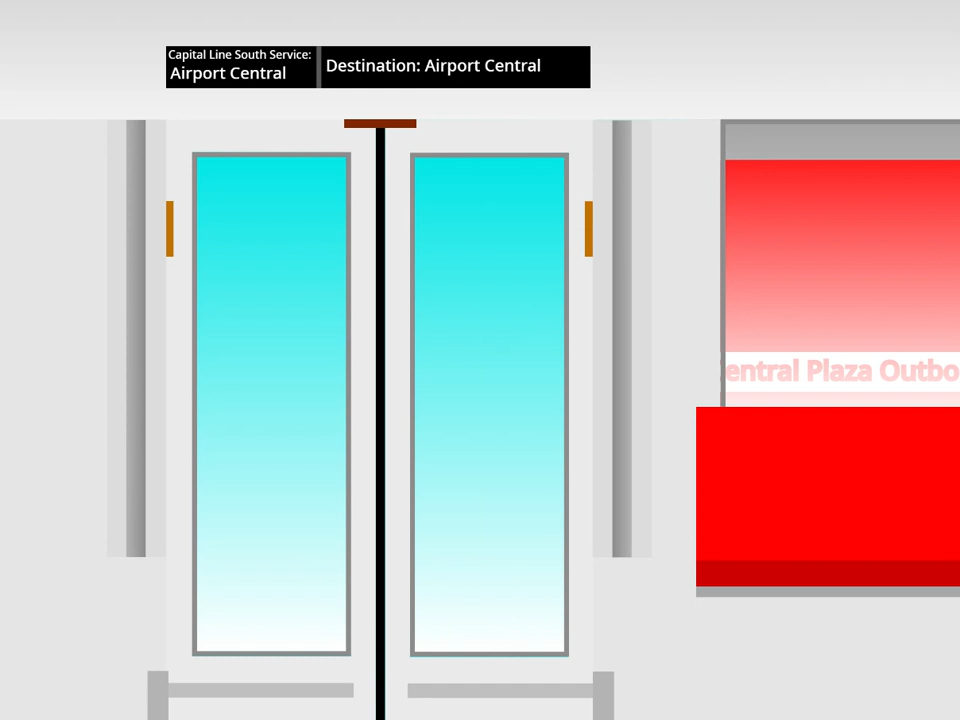 Capital Line South Service:
Airport Central
Destination: Airport Central
entral Plaza Outbo